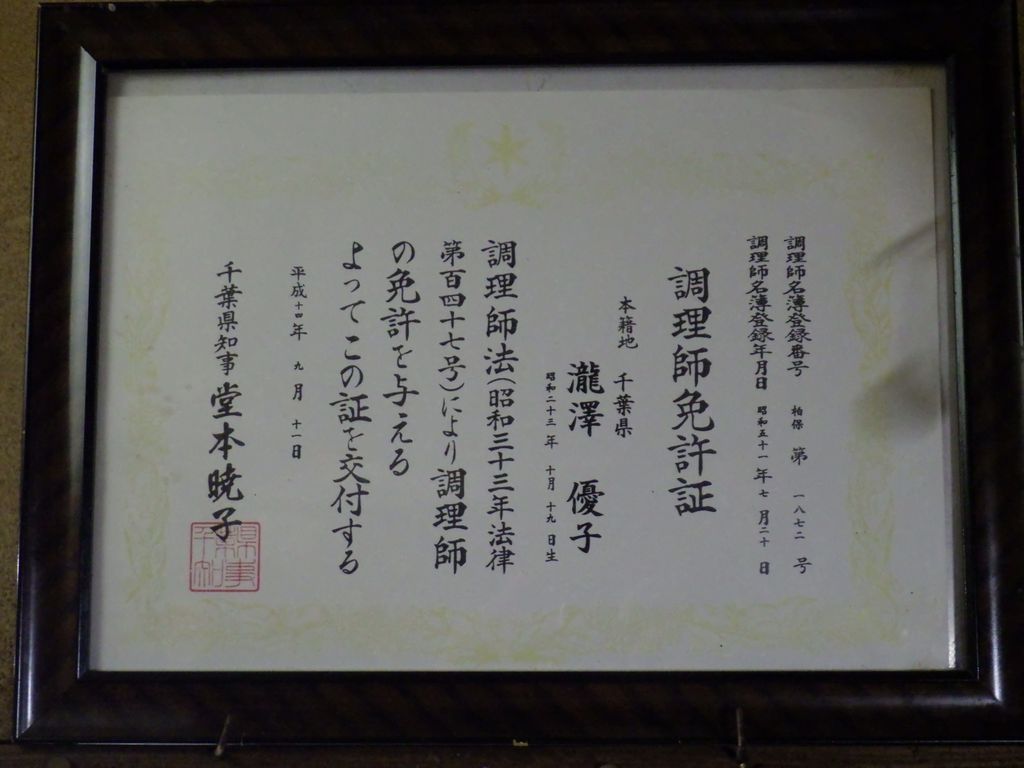 調理師名簿登録番号 柏保 第 一八七二 号
調理師名簿登録年月日 昭和五十一年 七月二十日
調理師免許証
本籍地 千葉県
瀧澤 優子
昭和二十三年 十月 十九日生
調理師法(昭和三十三年法律
第百四十七号)により調理師
の免許を与える
よってこの証を交付する
平成十四年 九月 十一日
千葉県知事 堂本暁子